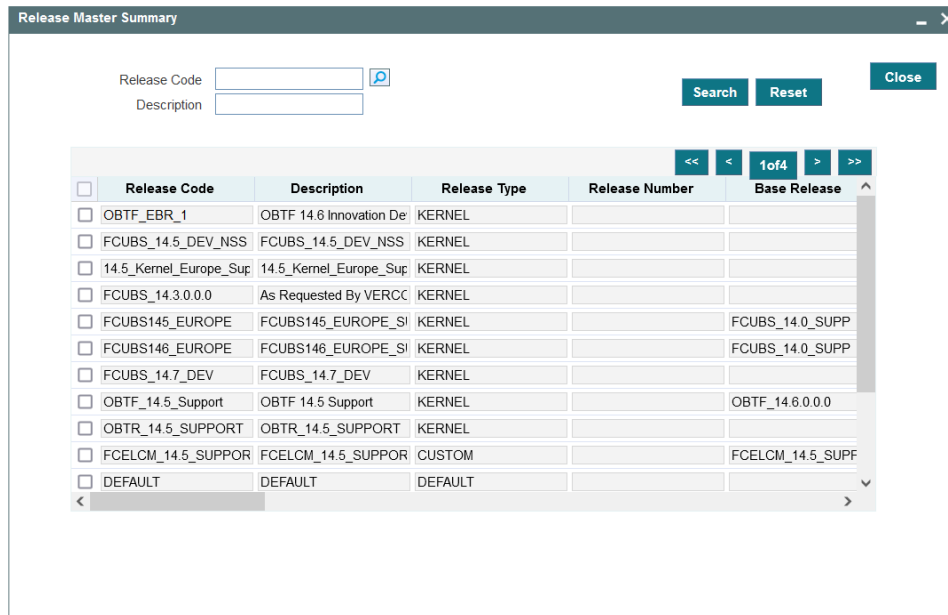 Release Master Summary
Release Code
Description
Search Reset Close
<< < 1of4 > >>
Release Code Description Release Type Release Number Base Release
OBTF_EBR_1 OBTF 14.6 Innovation De KERNEL
FCUBS_14.5_DEV_NSS FCUBS_14.5_DEV_NSS KERNEL
14.5_Kernel_Europe_Sup 14.5_Kernel_Europe_Sup KERNEL
FCUBS_14.3.0.0.0 As Requested By VERCO KERNEL
FCUBS145_EUROPE FCUBS145_EUROPE_S KERNEL FCUBS_14.0_SUPP
FCUBS146_EUROPE FCUBS146_EUROPE_S KERNEL FCUBS_14.0_SUPP
FCUBS_14.7_DEV FCUBS_14.7_DEV KERNEL
OBTF_14.5_Support OBTF 14.5 Support KERNEL OBTF_14.6.0.0.0
OBTR_14.5_SUPPORT OBTR_14.5_SUPPORT KERNEL
FCELCM_14.5_SUPPOR FCELCM_14.5_SUPPOR CUSTOM FCELCM_14.5_SUPF
DEFAULT DEFAULT DEFAULT